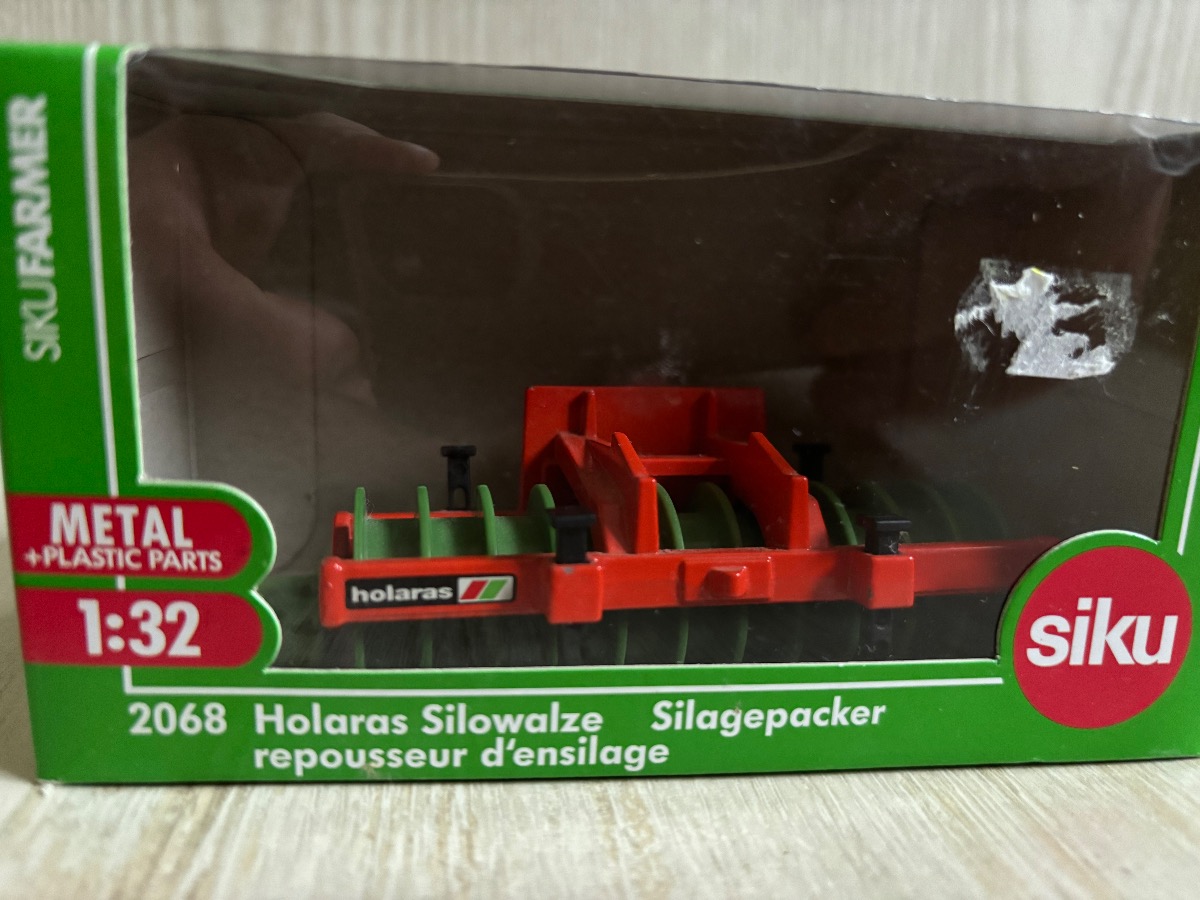 SIKUFARMER
METAL
+PLASTIC PARTS
1:32
holaras
siku
2068 Holaras Silowalze Silagepacker
repousseur d'ensilage